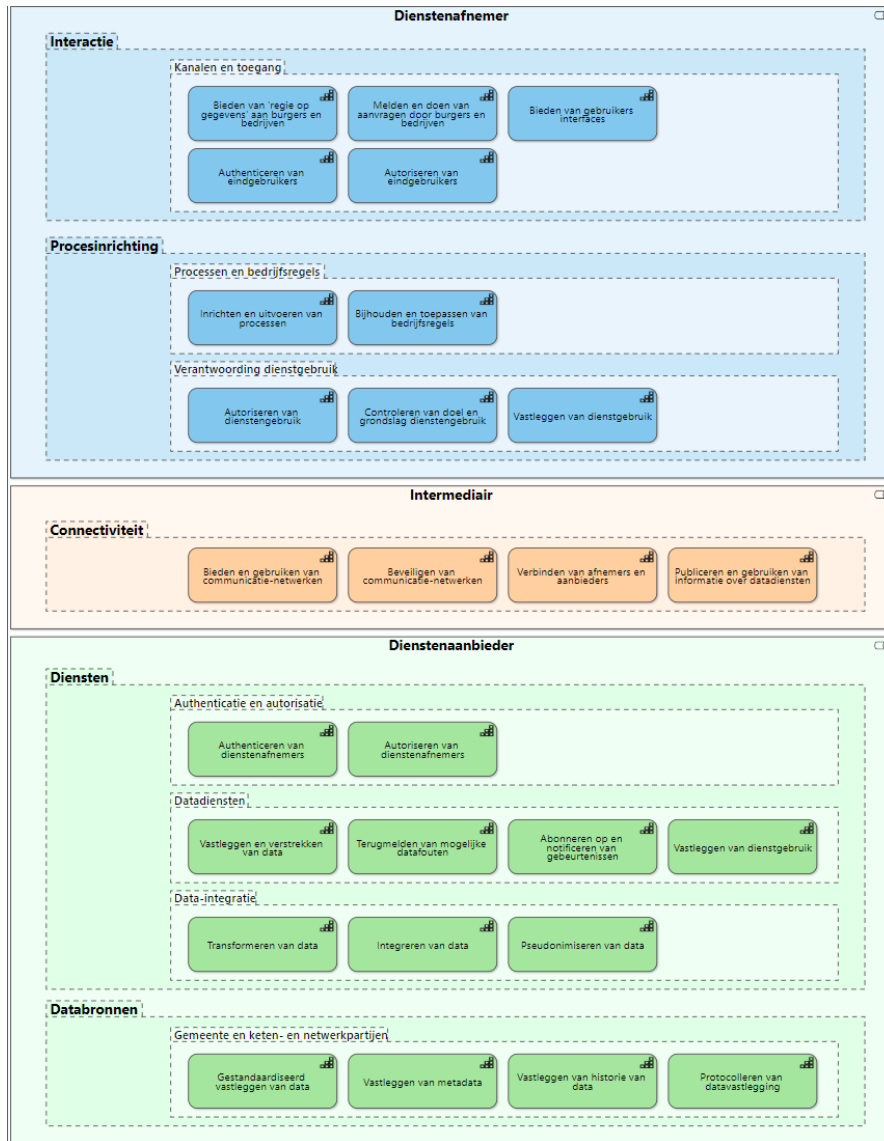 Dienstenafnemer
Interactie
Kanalen en toegang
Bieden van 'regie op
gegevens' aan burgers en
bedrijven
Melden en doen van
aanvragen door burgers en
bedrijven
Bieden van gebruikers
interfaces
Authenticeren van
eindgebruikers
Autoriseren van
eindgebruikers
Procesinrichting
Processen en bedrijfsregels
Inrichten en uitvoeren van
processen
Bijhouden en toepassen van
bedrijfsregels
Verantwoording dienstgebruik
Autoriseren van
dienstengebruik
Controleren van doel en
grondslag dienstengebruik
Vastleggen van dienstgebruik
Intermediair
Connectiviteit
Bieden en gebruiken van
communicatie-netwerken
Beveiligen van
communicatie-netwerken
Verbinden van afnemers en
aanbieders
Publiceren en gebruiken van
informatie over datadiensten
Dienstenaanbieder
Diensten
Authenticatie en autorisatie
Authenticeren van
dienstenafnemers
Autoriseren van
dienstenafnemers
Datadiensten
Vastleggen en verstrekken
van data
Terugmelden van mogelijke
datafouten
Abonneren op en
notificeren van
gebeurtenissen
Vastleggen van dienstgebruik
Data-integratie
Transformeren van data
Integreren van data
Pseudonimiseren van data
Databronnen
Gemeente en keten- en netwerkpartijen
Gestandaardiseerd
vastleggen van data
Vastleggen van metadata
Vastleggen van historie van
data
Protocolleren van
datavastlegging